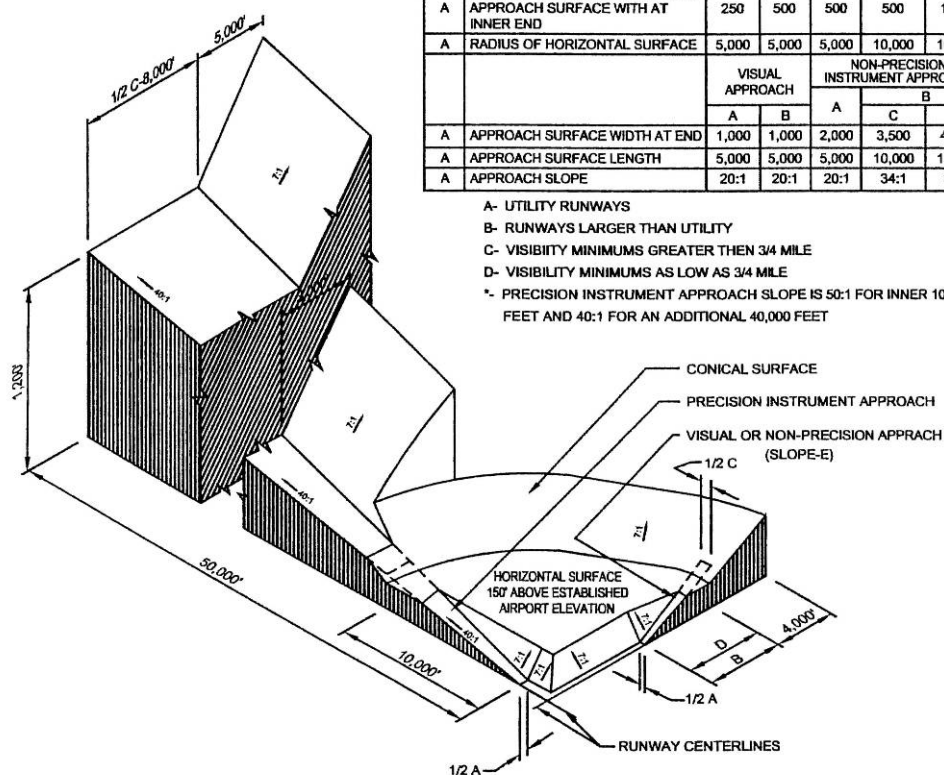 A APPROACH SURFACE WITH AT INNER END 250 500 500 500
A RADIUS OF HORIZONTAL SURFACE 5,000 5,000 5,000 10,000
VISUAL APPROACH
NON-PRECISION
INSTRUMENT APPRO
A B
A B C
A APPROACH SURFACE WIDTH AT END 1,000 1,000 2,000 3,500
A APPROACH SURFACE LENGTH 5,000 5,000 5,000 10,000
A APPROACH SLOPE 20:1 20:1 20:1 34:1
A- UTILITY RUNWAYS
B- RUNWAYS LARGER THAN UTILITY
C- VISIBIITY MINIMUMS GREATER THEN 3/4 MILE
D- VISIBILITY MINIMUMS AS LOW AS 3/4 MILE
*- PRECISION INSTRUMENT APPROACH SLOPE IS 50:1 FOR INNER 10
FEET AND 40:1 FOR AN ADDITIONAL 40,000 FEET
5,000'
1/2 C-8,000'
7:1
40:1
7:1
40:1
50,000'
10,000'
CONICAL SURFACE
PRECISION INSTRUMENT APPROACH
VISUAL OR NON-PRECISION APPRACH
(SLOPE-E)
1/2 C
7:1
HORIZONTAL SURFACE
150' ABOVE ESTABLISHED
AIRPORT ELEVATION
40:1
7:1
7:1
7:1
7:1
4,000'
D
B
1/2 A
RUNWAY CENTERLINES
1/2 A